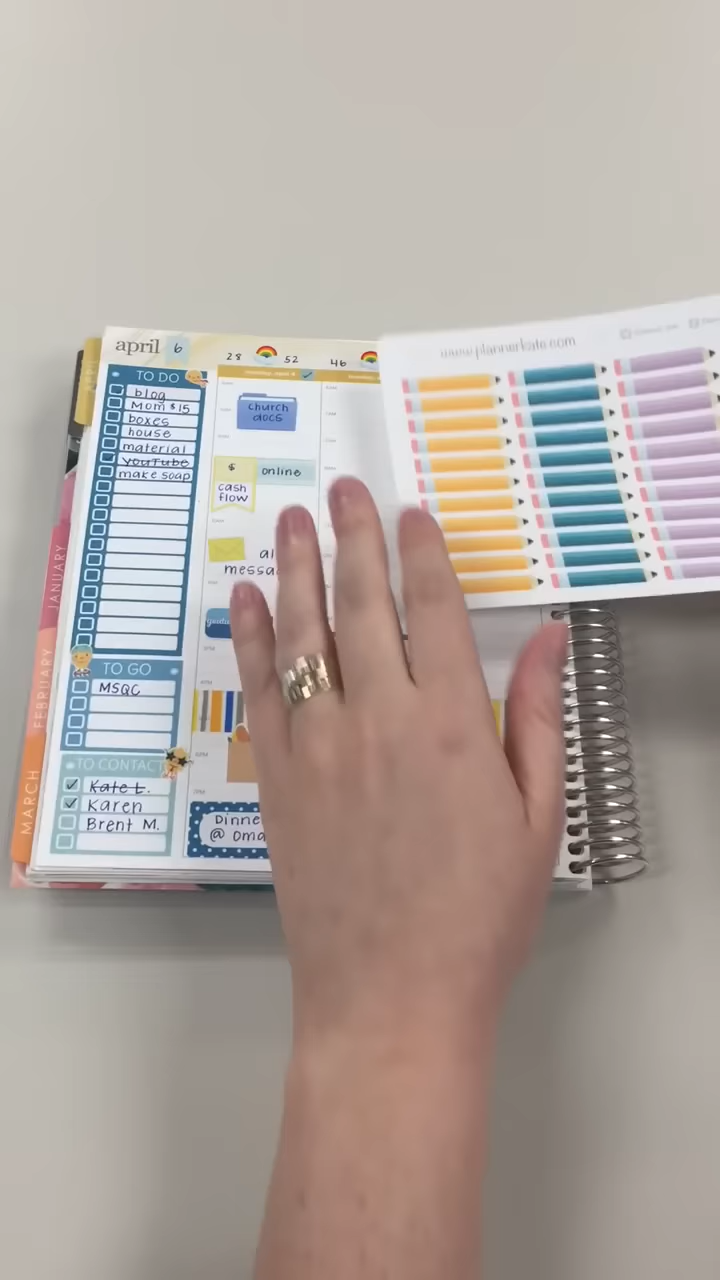 april 6
28 52 46
www.plannerkate.com
TO DO
blog
Mom $15
boxes
house
material
YouTube
make soap
church
docs
$
online
cash
flow
al
messa
TO GO
MSQC
TO CONTACT
Kate L.
Karen
Brent M.
Dinne
@ oma
JANUARY
FEBRUARY
MARCH